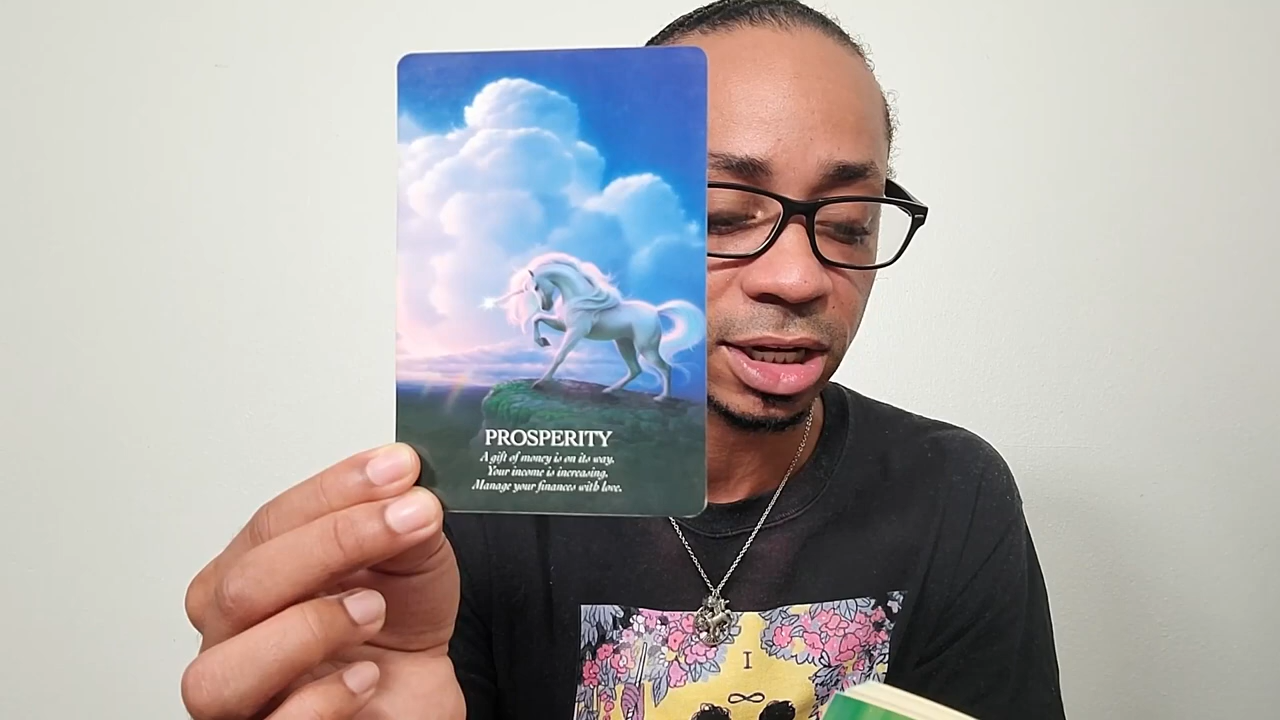 PROSPERITY
A gift of money is on its way.
Your income is increasing.
Manage your finances with love.
I